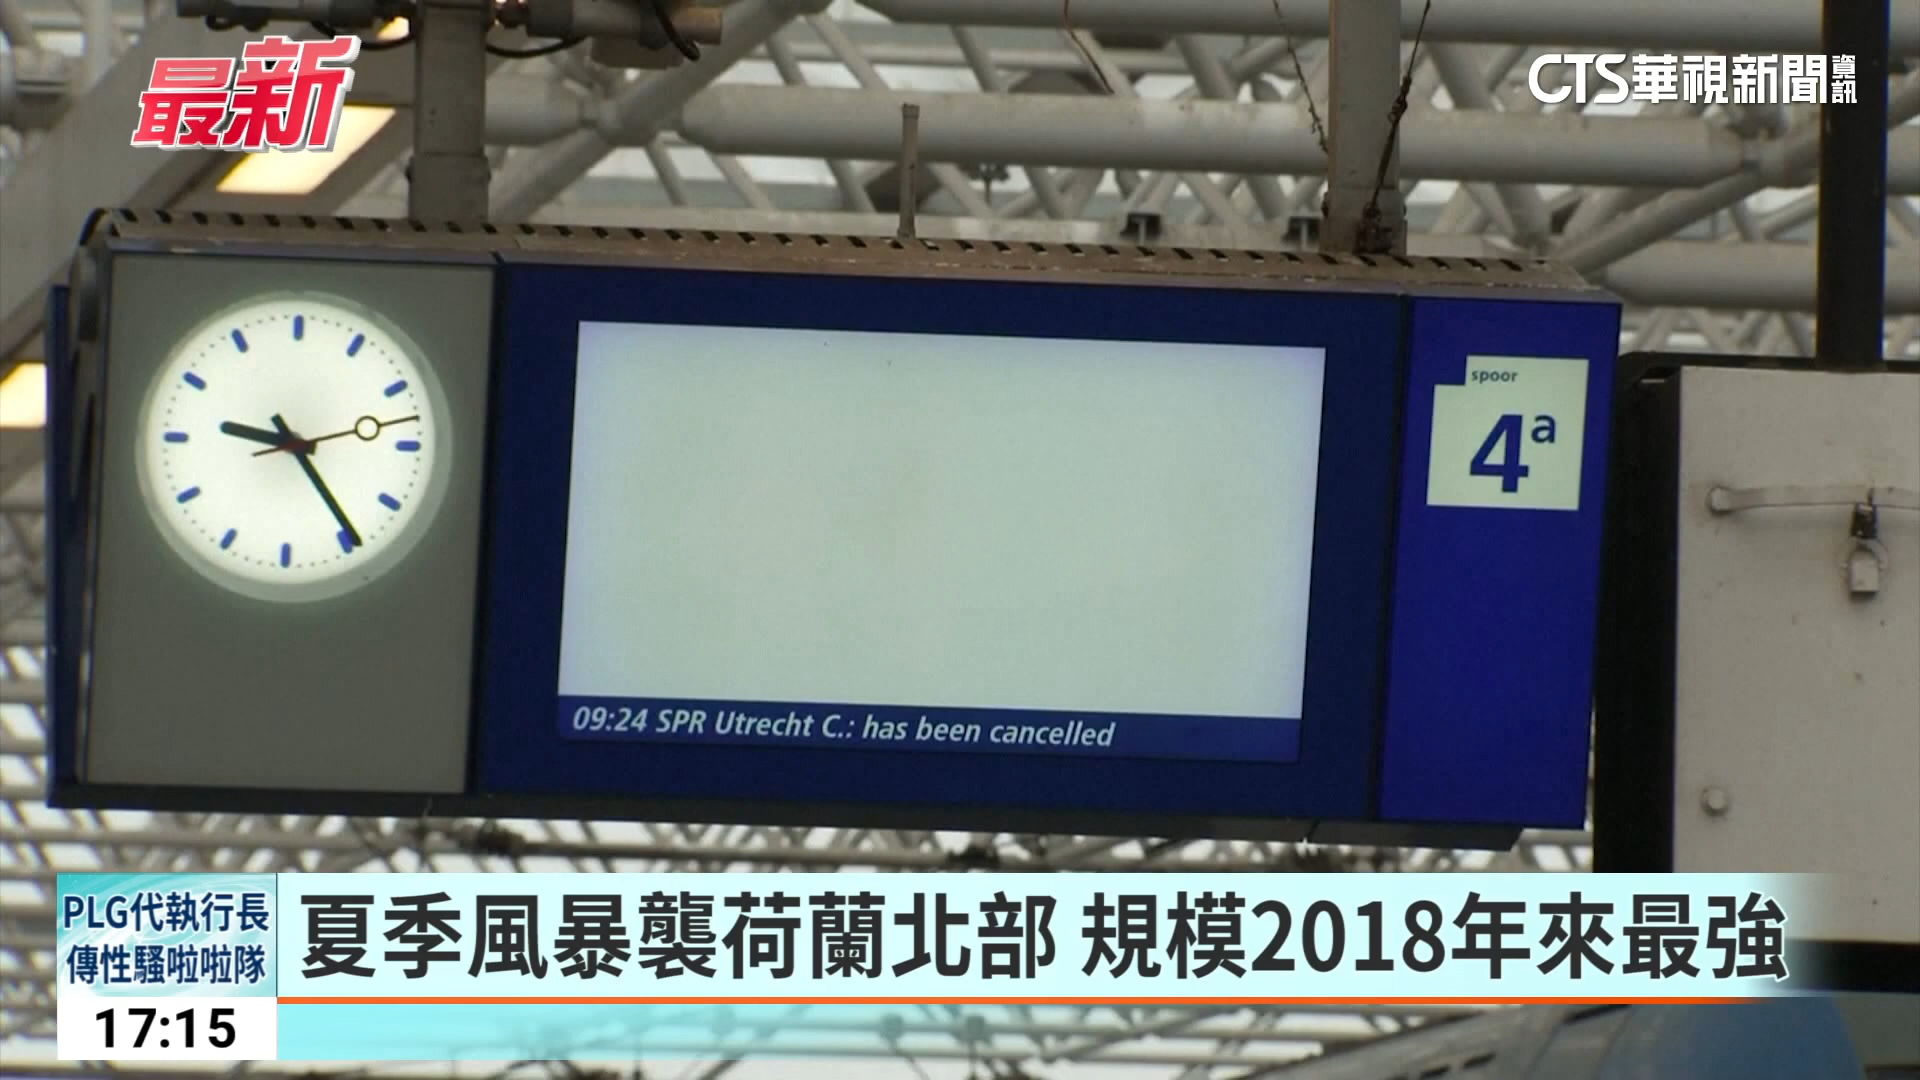 最新
CTS華視新聞資訊
spoor
4a
09:24 SPR Utrecht C.: has been cancelled
PLG代執行長
傳性騷啦啦隊
夏季風暴襲荷蘭北部 規模2018年來最強
17:15